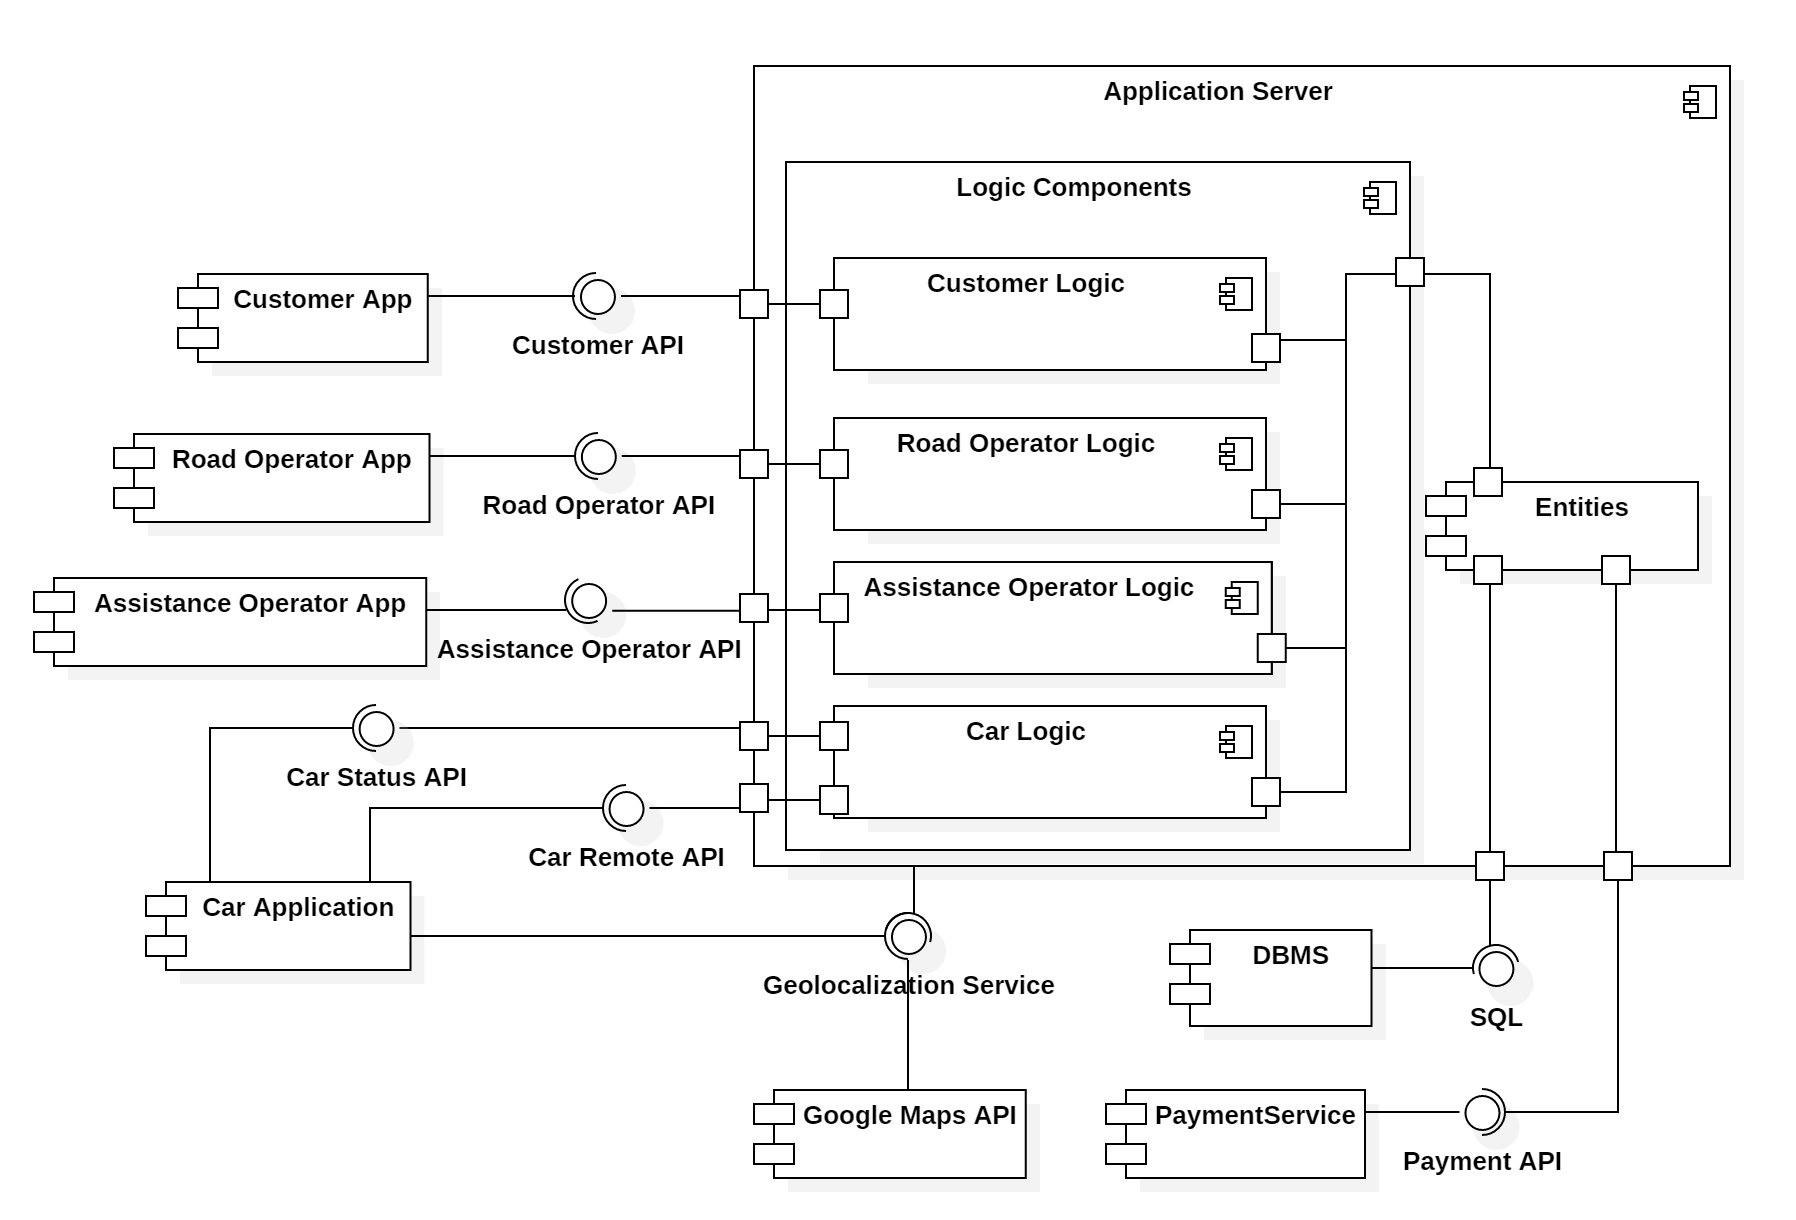 Application Server
Logic Components
Customer Logic
Customer App
Customer API
Road Operator Logic
Road Operator App
Road Operator API
Entities
Assistance Operator Logic
Assistance Operator App
Assistance Operator API
Car Logic
Car Status API
Car Remote API
Car Application
Geolocalization Service
DBMS
SQL
Google Maps API
PaymentService
Payment API